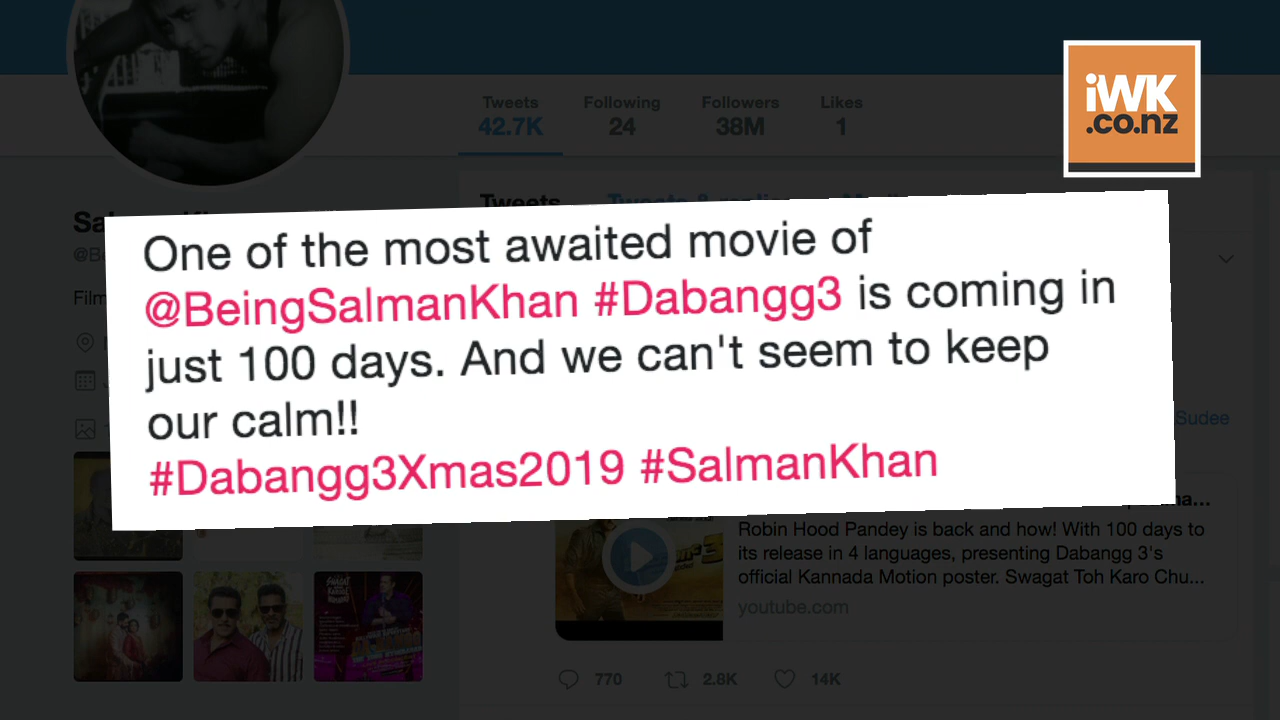 iWK
.co.nz
Tweets Following Followers Likes
42.7K 24 38M 1
Tweets
One of the most awaited movie of
@BeingSalmanKhan #Dabangg3 is coming in
just 100 days. And we can't seem to keep
our calm!!
#Dabangg3Xmas2019 #SalmanKhan
Sudee
Robin Hood Pandey is back and how! With 100 days to
its release in 4 languages, presenting Dabangg 3's
official Kannada Motion poster. Swagat Toh Karo Chu...
youtube.com
770 2.8K 14K